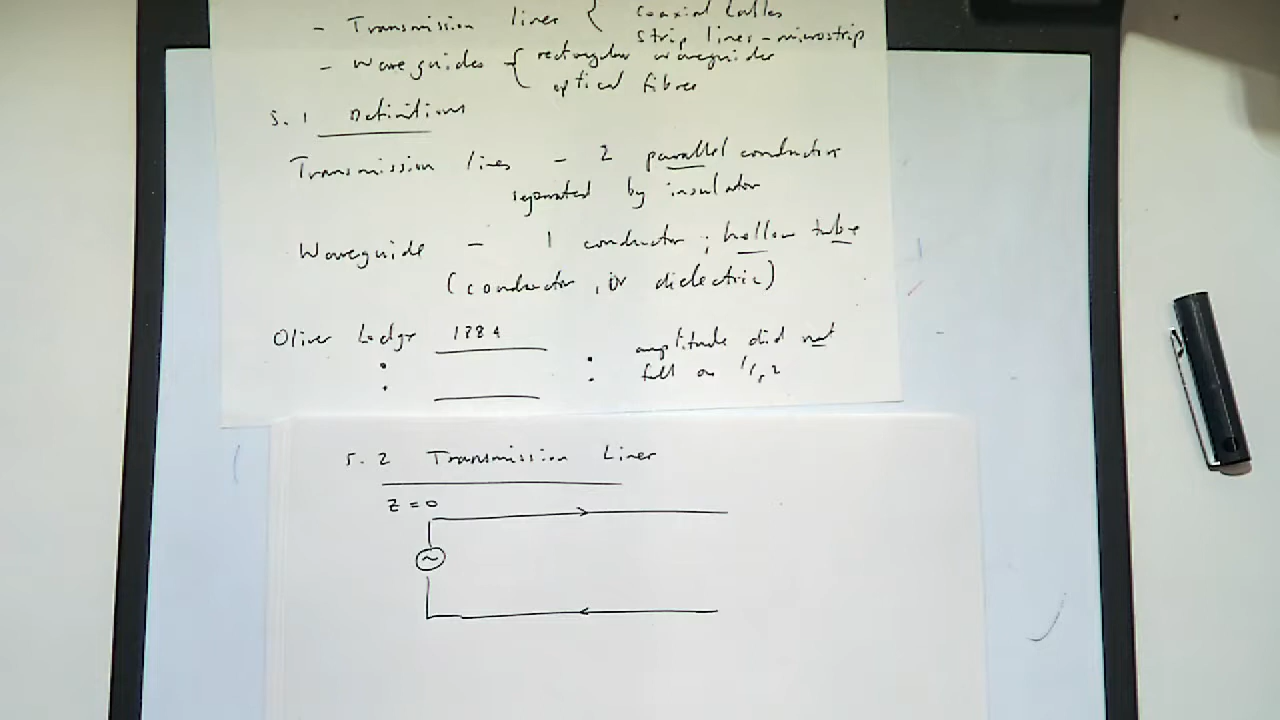 - Transmission lines { coaxial cables
strip lines - microstrip
- Waveguides { rectangular waveguides
optical fibres
5.1 Definitions
Transmission lines - 2 parallel conductors
separated by insulator
Waveguide - 1 conductor ; hollow tube
(conductor, or dielectric)
Oliver Lodge 1884 : amplitude did not
fall as 1/r^2
5.2 Transmission Lines
z = 0
~